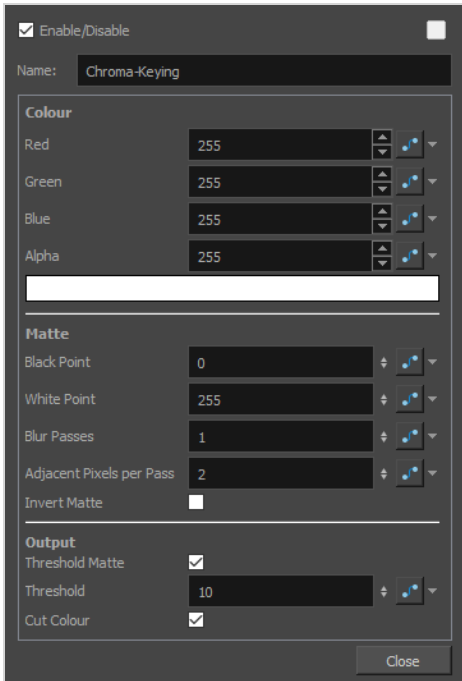 Enable/Disable
Name: Chroma-Keying
Colour
Red 255
Green 255
Blue 255
Alpha 255
Matte
Black Point 0
White Point 255
Blur Passes 1
Adjacent Pixels per Pass 2
Invert Matte
Output
Threshold Matte
Threshold 10
Cut Colour
Close